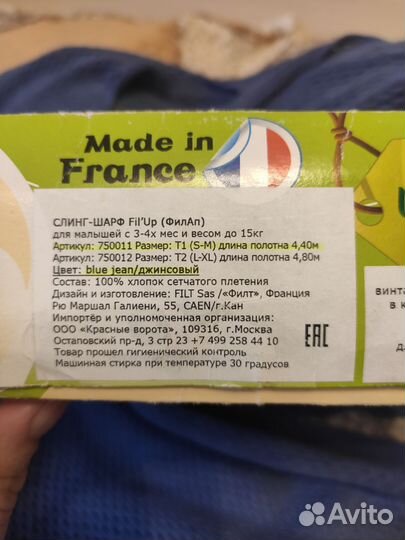 Made in
France
СЛИНГ-ШАРФ Fil'Up (ФилАп)
для малышей с 3-4х мес и весом до 15кг
Артикул: 750011 Размер: T1 (S-M) длина полотна 4,40м
Артикул: 750012 Размер: T2 (L-XL) длина полотна 4,80м
Цвет: blue jean/джинсовый
Состав: 100% хлопок сетчатого плетения
Дизайн и изготовление: FILT Sas /«Филт», Франция
Рю Маршал Галиени, 55, CAEN/г.Кан
Импортёр и уполномоченная организация:
ООО «Красные ворота», 109316, г.Москва
Остаповский пр-д, 3 стр 23 +7 499 258 44 10
Товар прошел гигиенический контроль
Машинная стирка при температуре 30 градусов
EAC
винта
в к
Avito